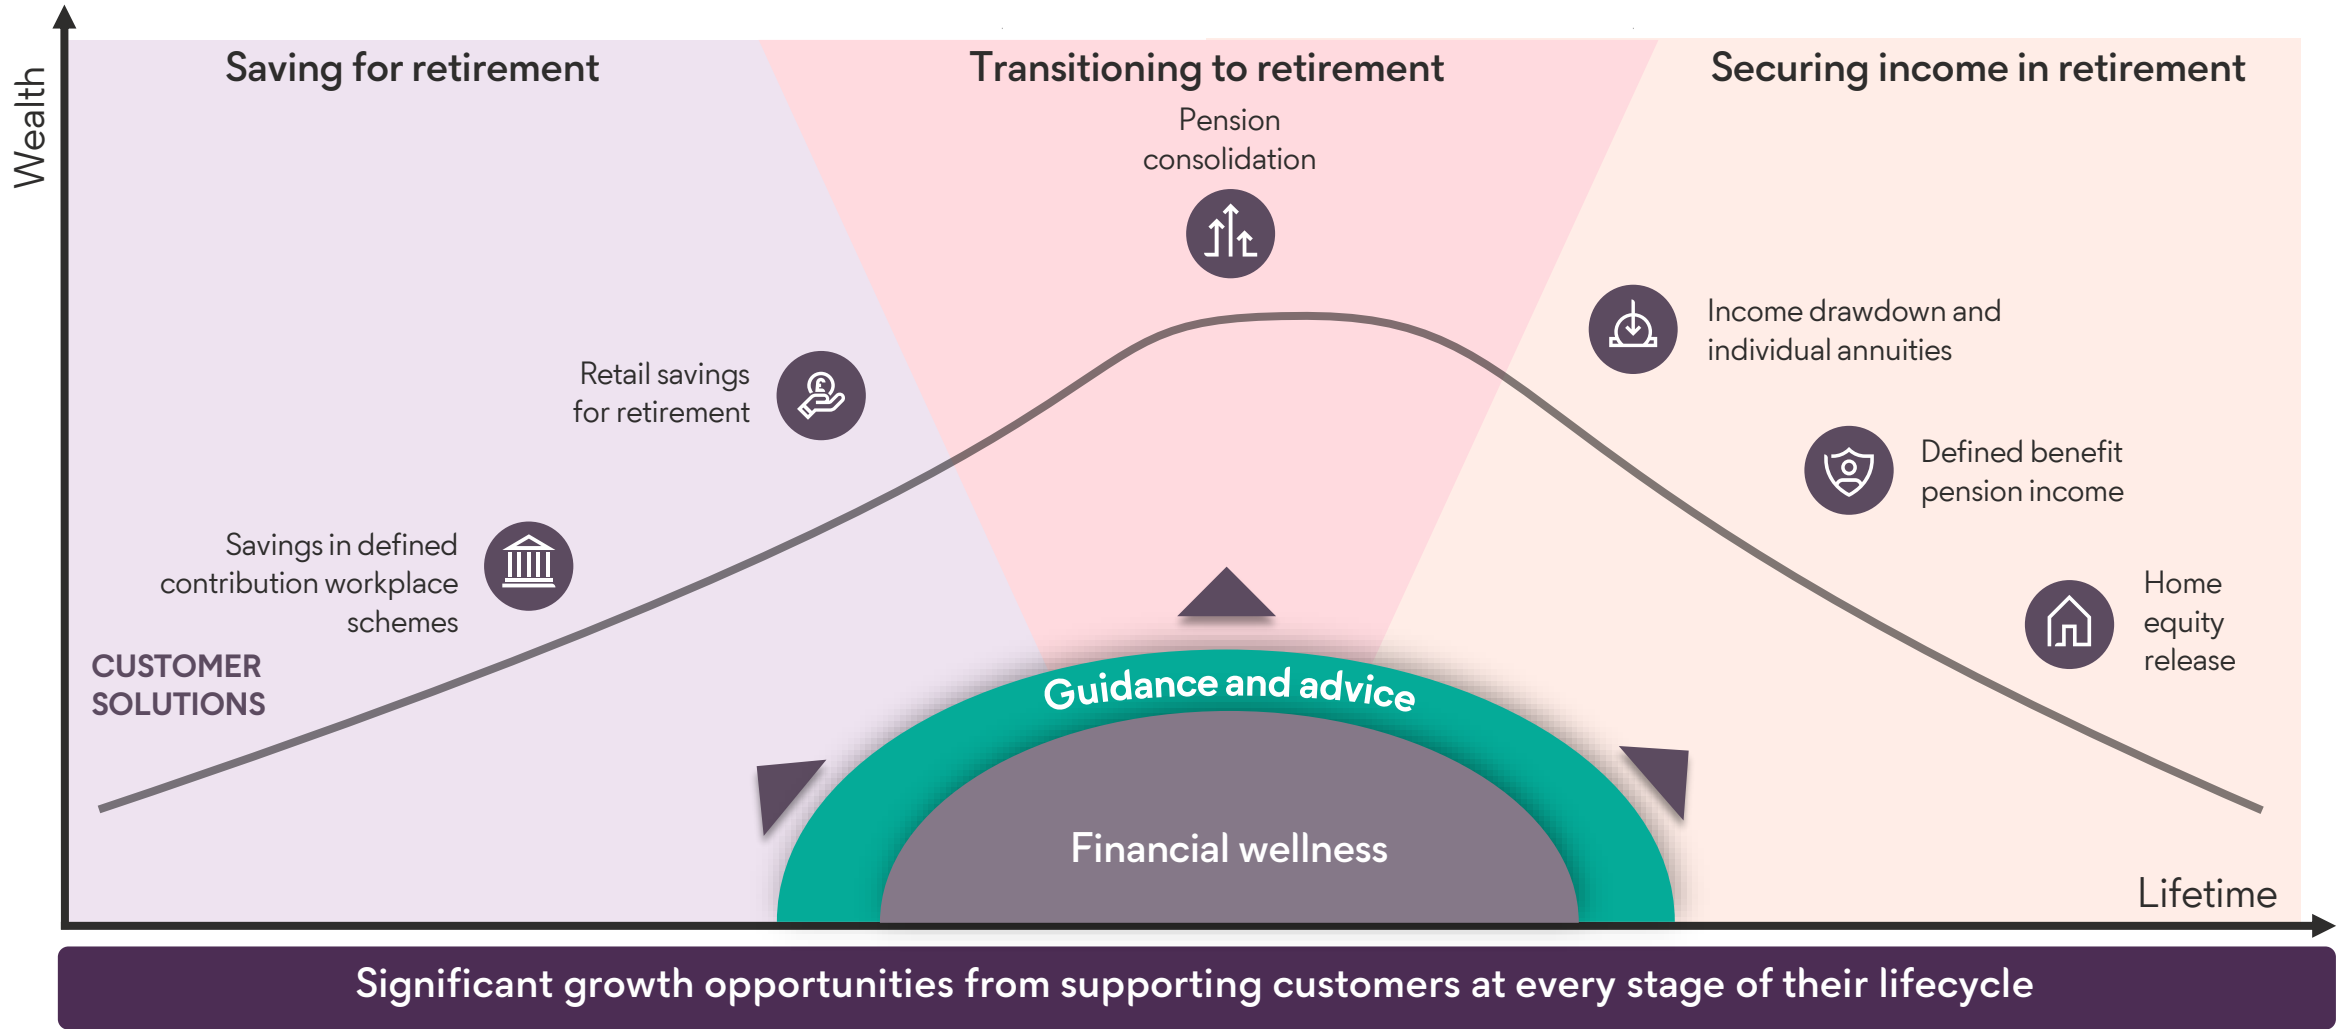 Wealth
Saving for retirement
Transitioning to retirement
Securing income in retirement
Pension
consolidation
Retail savings
for retirement
Savings in defined
contribution workplace
schemes
CUSTOMER
SOLUTIONS
Income drawdown and
individual annuities
Defined benefit
pension income
Home
equity
release
Guidance and advice
Financial wellness
Lifetime
Significant growth opportunities from supporting customers at every stage of their lifecycle